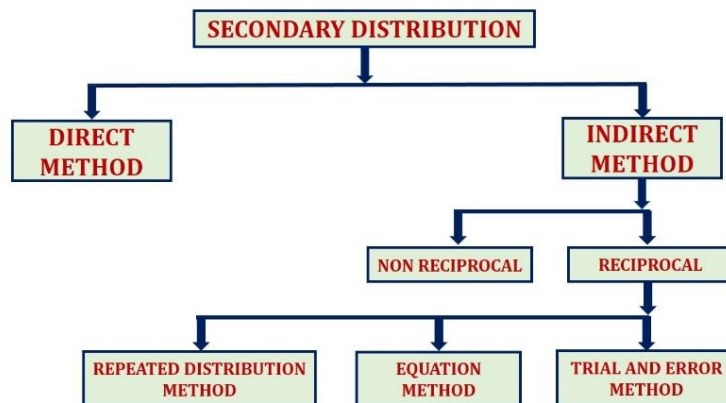 SECONDARY DISTRIBUTION
DIRECT
METHOD
INDIRECT
METHOD
NON RECIPROCAL
RECIPROCAL
REPEATED DISTRIBUTION
METHOD
EQUATION
METHOD
TRIAL AND ERROR
METHOD